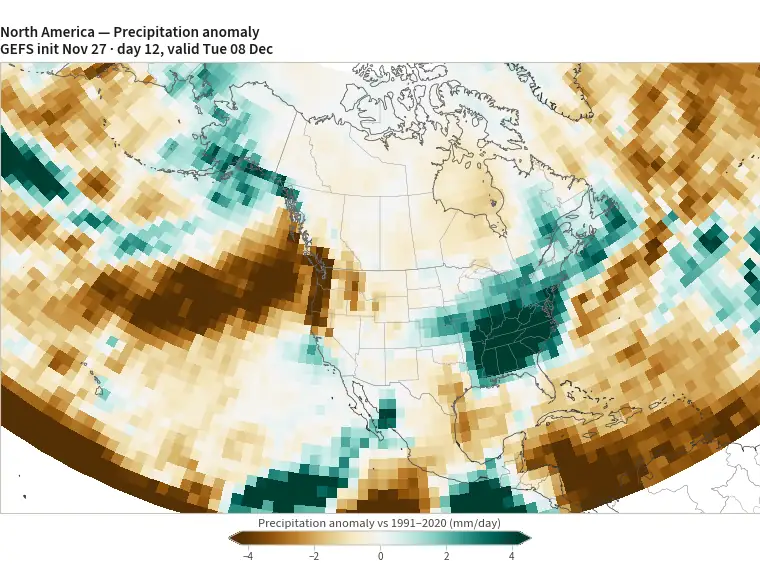 North America — Precipitation anomaly
GEFS init Nov 27 · day 12, valid Tue 08 Dec
Precipitation anomaly vs 1991–2020 (mm/day)
−4 −2 0 2 4